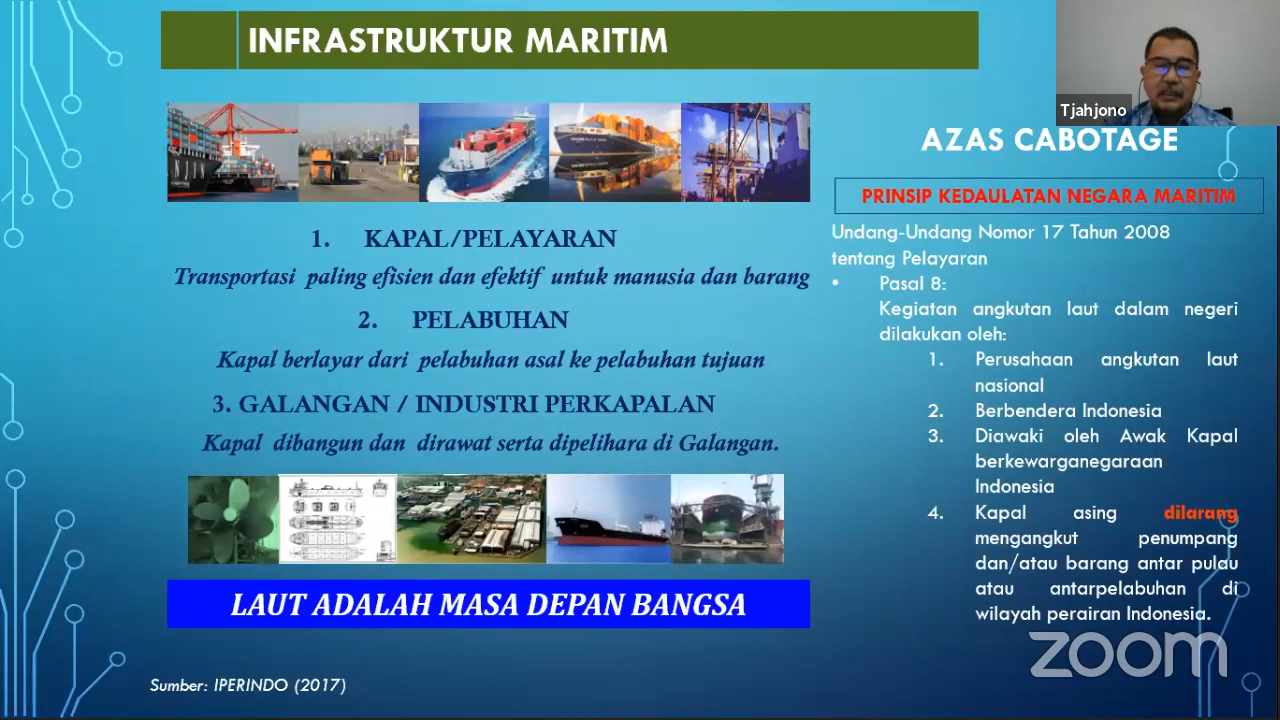 INFRASTRUKTUR MARITIM
Tjahjono
1. KAPAL/PELAYARAN
Transportasi paling efisien dan efektif untuk manusia dan barang
2. PELABUHAN
Kapal berlayar dari pelabuhan asal ke pelabuhan tujuan
3. GALANGAN / INDUSTRI PERKAPALAN
Kapal dibangun dan dirawat serta dipelihara di Galangan.
LAUT ADALAH MASA DEPAN BANGSA
Sumber: IPERINDO (2017)
AZAS CABOTAGE
PRINSIP KEDAULATAN NEGARA MARITIM
Undang-Undang Nomor 17 Tahun 2008
tentang Pelayaran
• Pasal 8:
Kegiatan angkutan laut dalam negeri
dilakukan oleh:
1. Perusahaan angkutan laut
nasional
2. Berbendera Indonesia
3. Diawaki oleh Awak Kapal
berkewarganegaraan
Indonesia
4. Kapal asing dilarang
mengangkut penumpang
dan/atau barang antar pulau
atau antarpelabuhan di
wilayah perairan Indonesia.
zoom